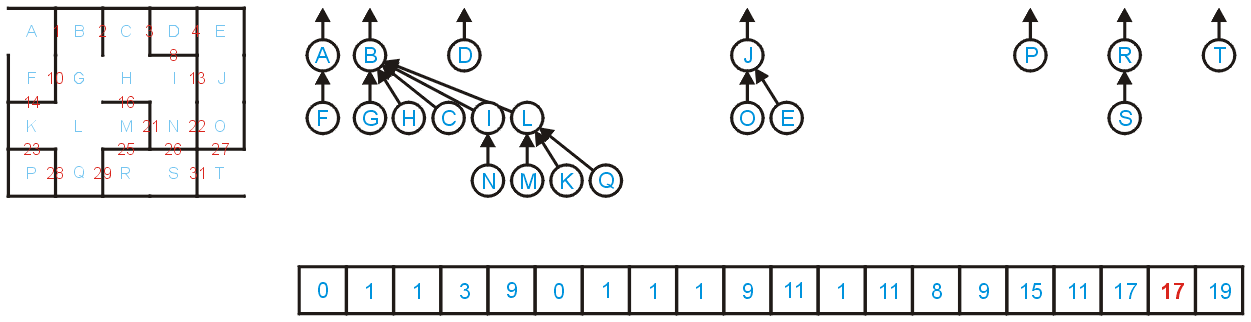 A 1 B 2 C 3 D 4 E
8
F 10 G H I 13 J
14 16
K L M 21 N 22 O
23 25 26 27
P 28 Q 29 R S 31 T
A B D J P R T
F G H C I L O E S
N M K Q
0 1 1 3 9 0 1 1 1 9 11 1 11 8 9 15 11 17 17 19